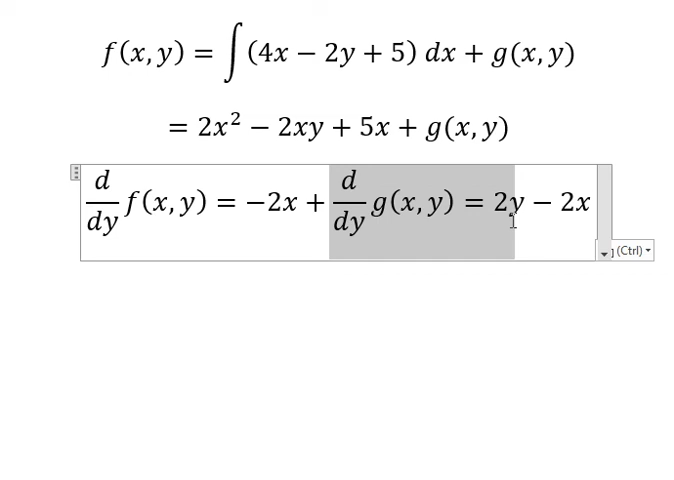 f(x, y) = ∫(4x − 2y + 5) dx + g(x, y)
= 2x² − 2xy + 5x + g(x, y)
d/dy f(x, y) = −2x + d/dy g(x, y) = 2y − 2x
(Ctrl)